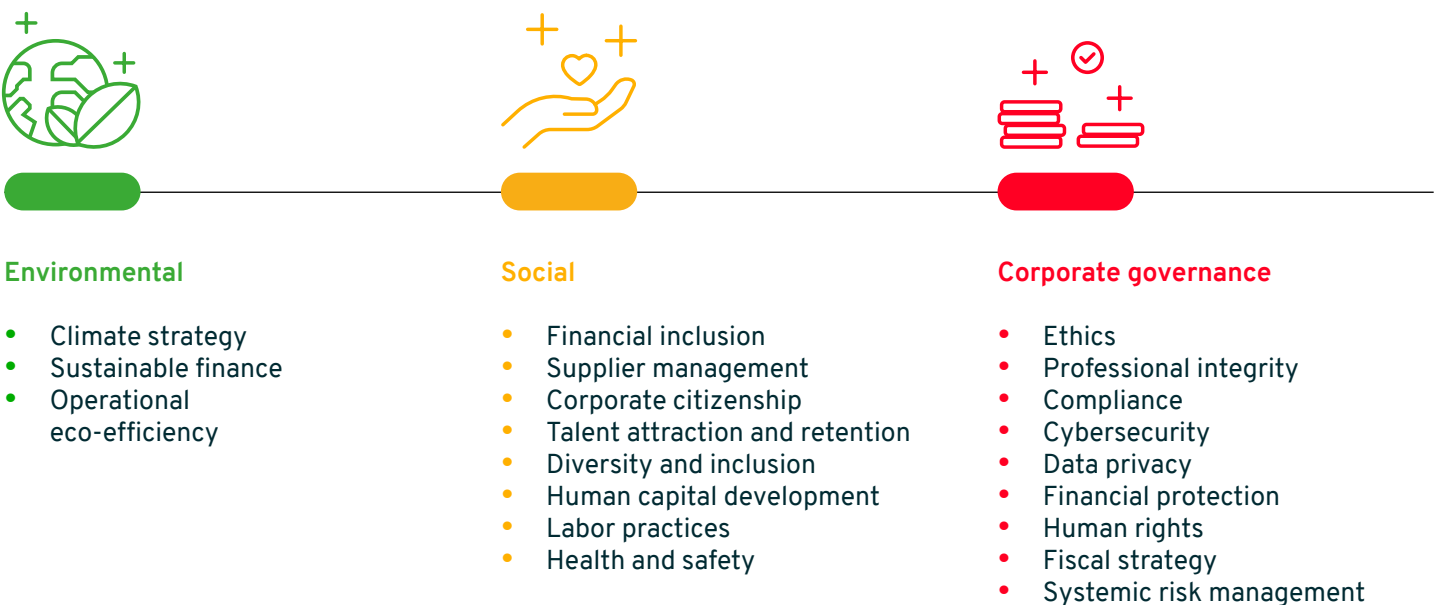 Environmental
• Climate strategy
• Sustainable finance
• Operational
eco-efficiency
Social
• Financial inclusion
• Supplier management
• Corporate citizenship
• Talent attraction and retention
• Diversity and inclusion
• Human capital development
• Labor practices
• Health and safety
Corporate governance
• Ethics
• Professional integrity
• Compliance
• Cybersecurity
• Data privacy
• Financial protection
• Human rights
• Fiscal strategy
• Systemic risk management